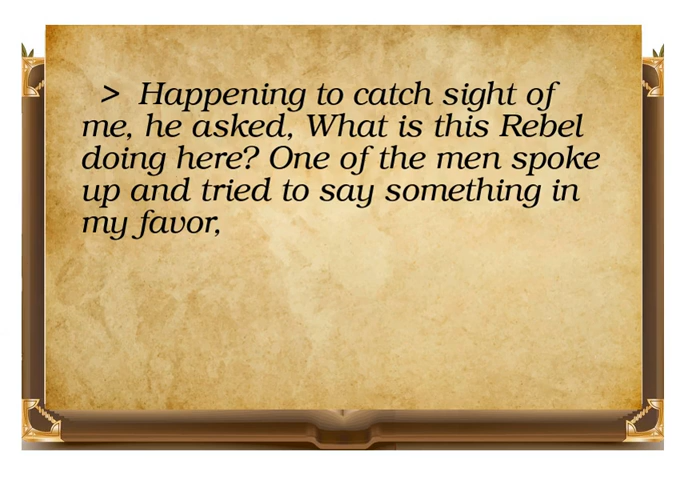 > Happening to catch sight of
me, he asked, What is this Rebel
doing here? One of the men spoke
up and tried to say something in
my favor,